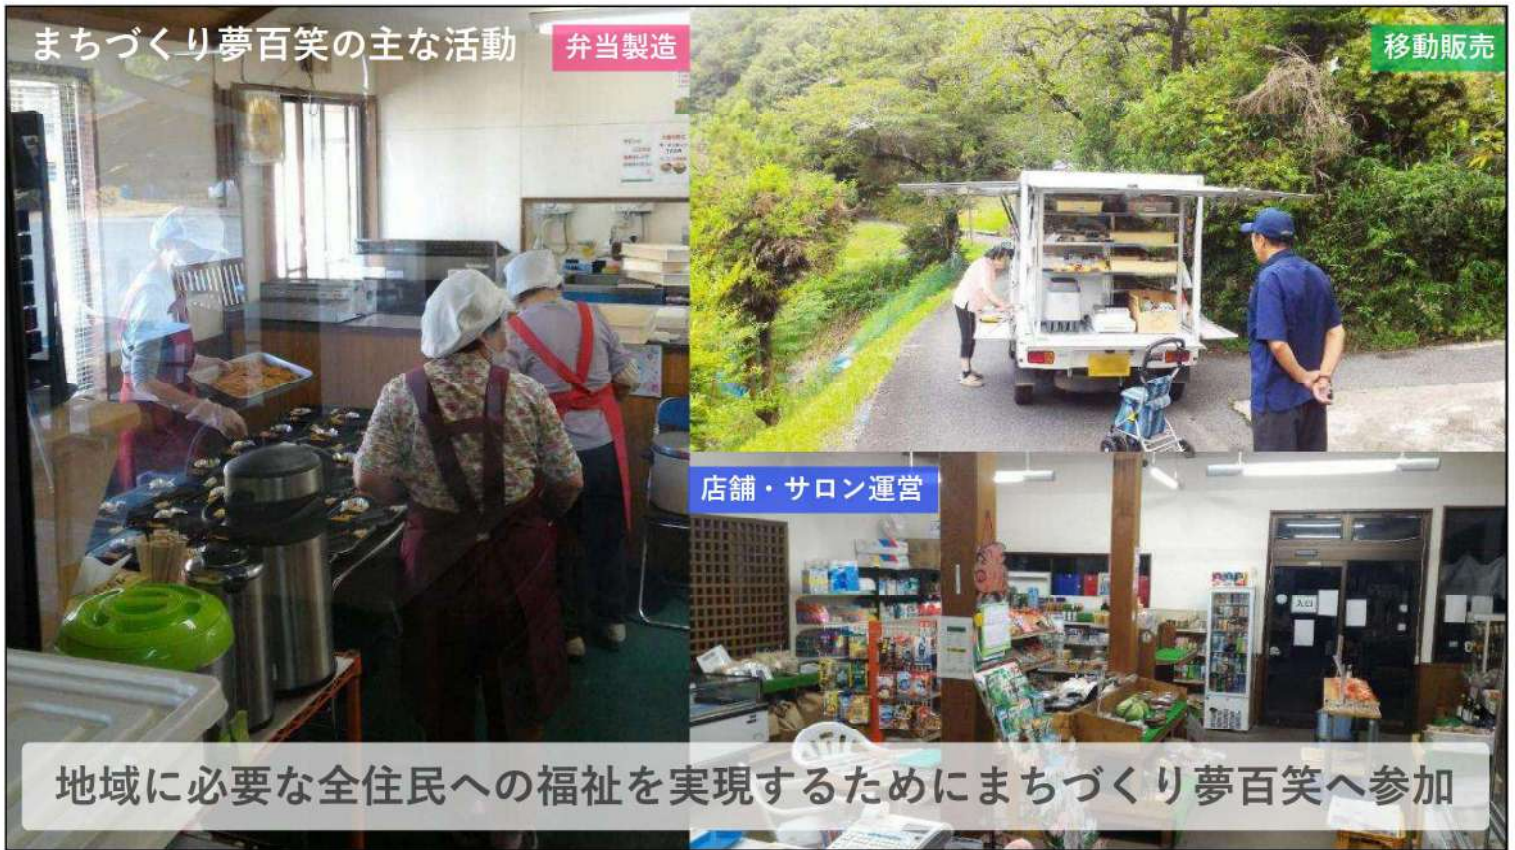 まちづくり夢百笑の主な活動
弁当製造
移動販売
店舗・サロン運営
入口
地域に必要な全住民への福祉を実現するためにまちづくり夢百笑へ参加